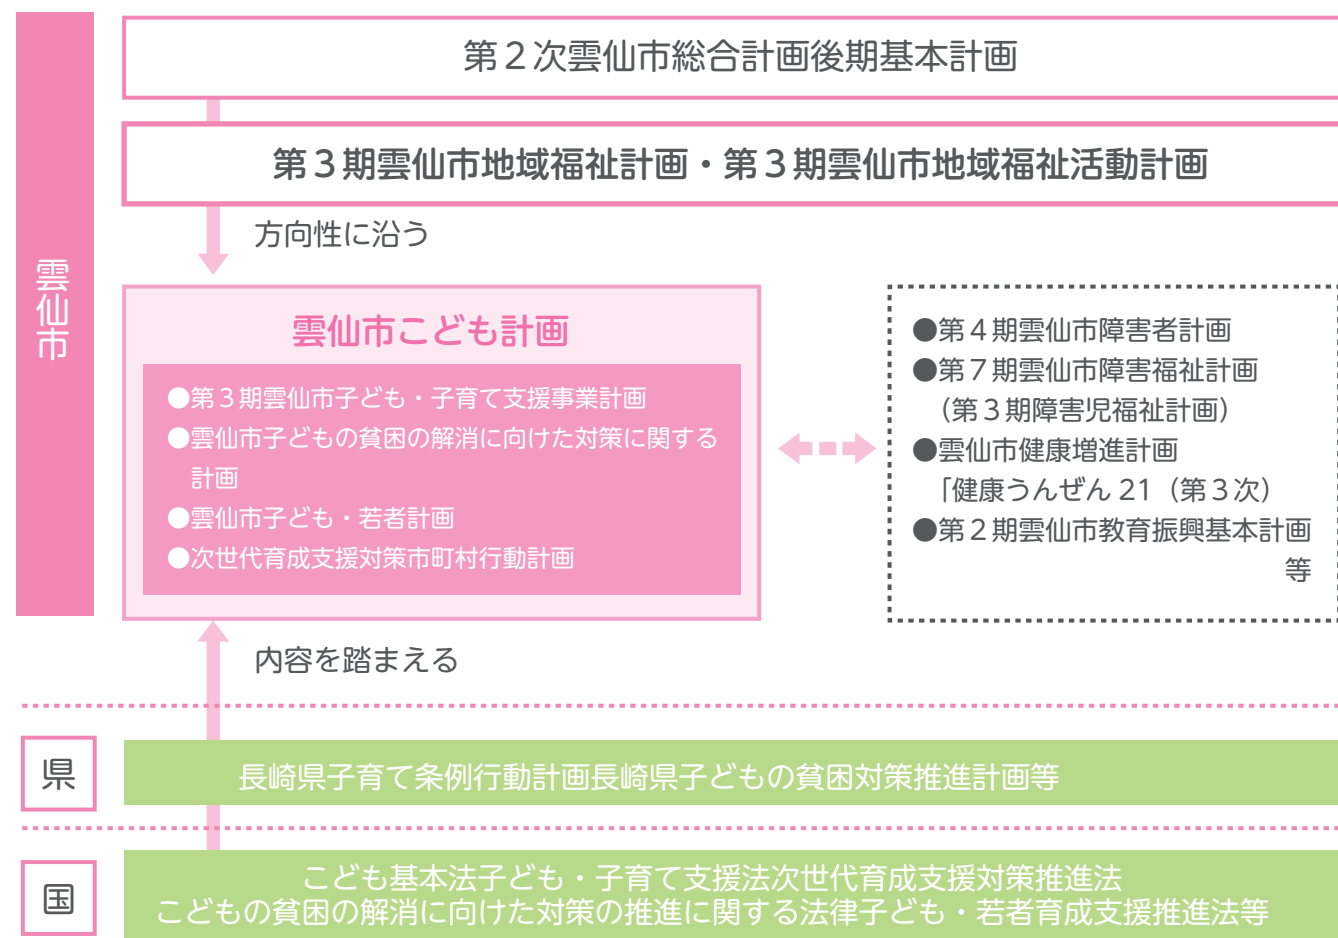 雲仙市
第２次雲仙市総合計画後期基本計画
第３期雲仙市地域福祉計画・第３期雲仙市地域福祉活動計画
方向性に沿う
雲仙市こども計画
●第３期雲仙市子ども・子育て支援事業計画
●雲仙市子どもの貧困の解消に向けた対策に関する
計画
●雲仙市子ども・若者計画
●次世代育成支援対策市町村行動計画
●第４期雲仙市障害者計画
●第７期雲仙市障害福祉計画
（第３期障害児福祉計画）
●雲仙市健康増進計画
「健康うんぜん 21（第３次）
●第２期雲仙市教育振興基本計画
等
内容を踏まえる
県
長崎県子育て条例行動計画長崎県子どもの貧困対策推進計画等
国
こども基本法子ども・子育て支援法次世代育成支援対策推進法
こどもの貧困の解消に向けた対策の推進に関する法律子ども・若者育成支援推進法等